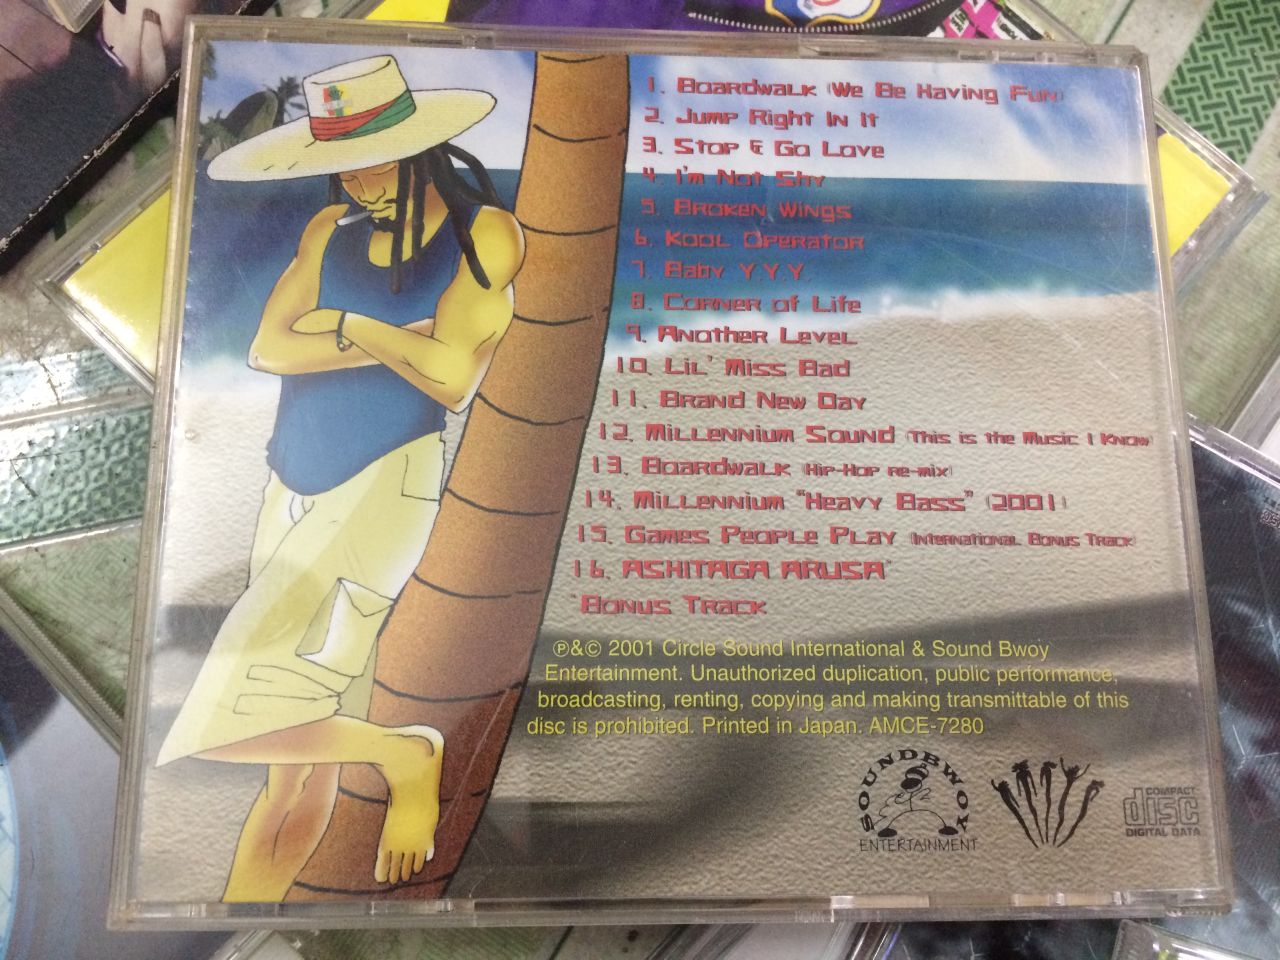 1. Boardwalk (We Be Having Fun)
2. Jump Right In It
3. Stop & Go Love
4. I'm Not Shy
5. Broken Wings
6. Kool Operator
7. Baby Y.Y.Y.
8. Corner of Life
9. Another Level
10. Lil' Miss Bad
11. Brand New Day
12. Millennium Sound (This is the Music I Know)
13. Boardwalk (Hip-Hop re-mix)
14. Millennium "Heavy Bass" (2001)
15. Games People Play (International Bonus Track)
16. ASHITAGA ARUSA*
*Bonus Track
℗&© 2001 Circle Sound International & Sound Bwoy
Entertainment. Unauthorized duplication, public performance,
broadcasting, renting, copying and making transmittable of this
disc is prohibited. Printed in Japan. AMCE-7280
SOUNDBWOY
ENTERTAINMENT
COMPACT
disc
DIGITAL DATA